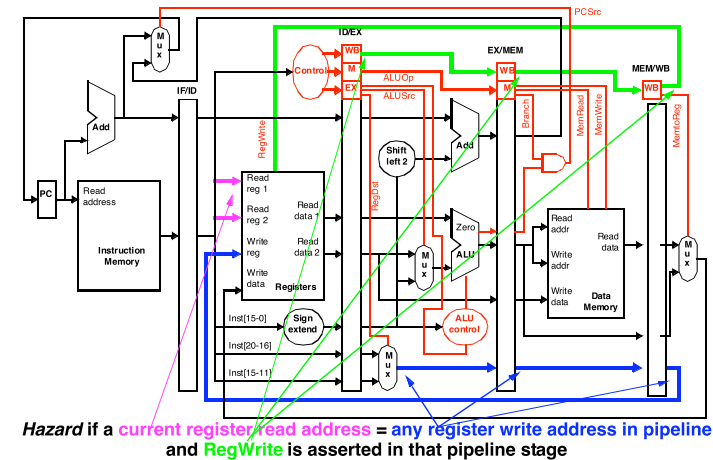 PCSrc
ID/EX
EX/MEM
MEM/WB
M
u
x
WB
Control
M
EX
ALUOp
ALUSrc
WB
M
WB
IF/ID
Add
RegWrite
Branch
MemRead
MemWrite
MemtoReg
Shift
left 2
Add
PC
Read
address
Instruction
Memory
Read
reg 1
Read
reg 2
Write
reg
Write
data
Read
data 1
Read
data 2
Registers
RegDst
Zero
ALU
M
u
x
Read
addr
Write
addr
Write
data
Read
data
Data
Memory
M
u
x
Inst[15-0]
Sign
extend
ALU
control
Inst[20-16]
Inst[15-11]
M
u
x
Hazard if a current register read address = any register write address in pipeline
and RegWrite is asserted in that pipeline stage